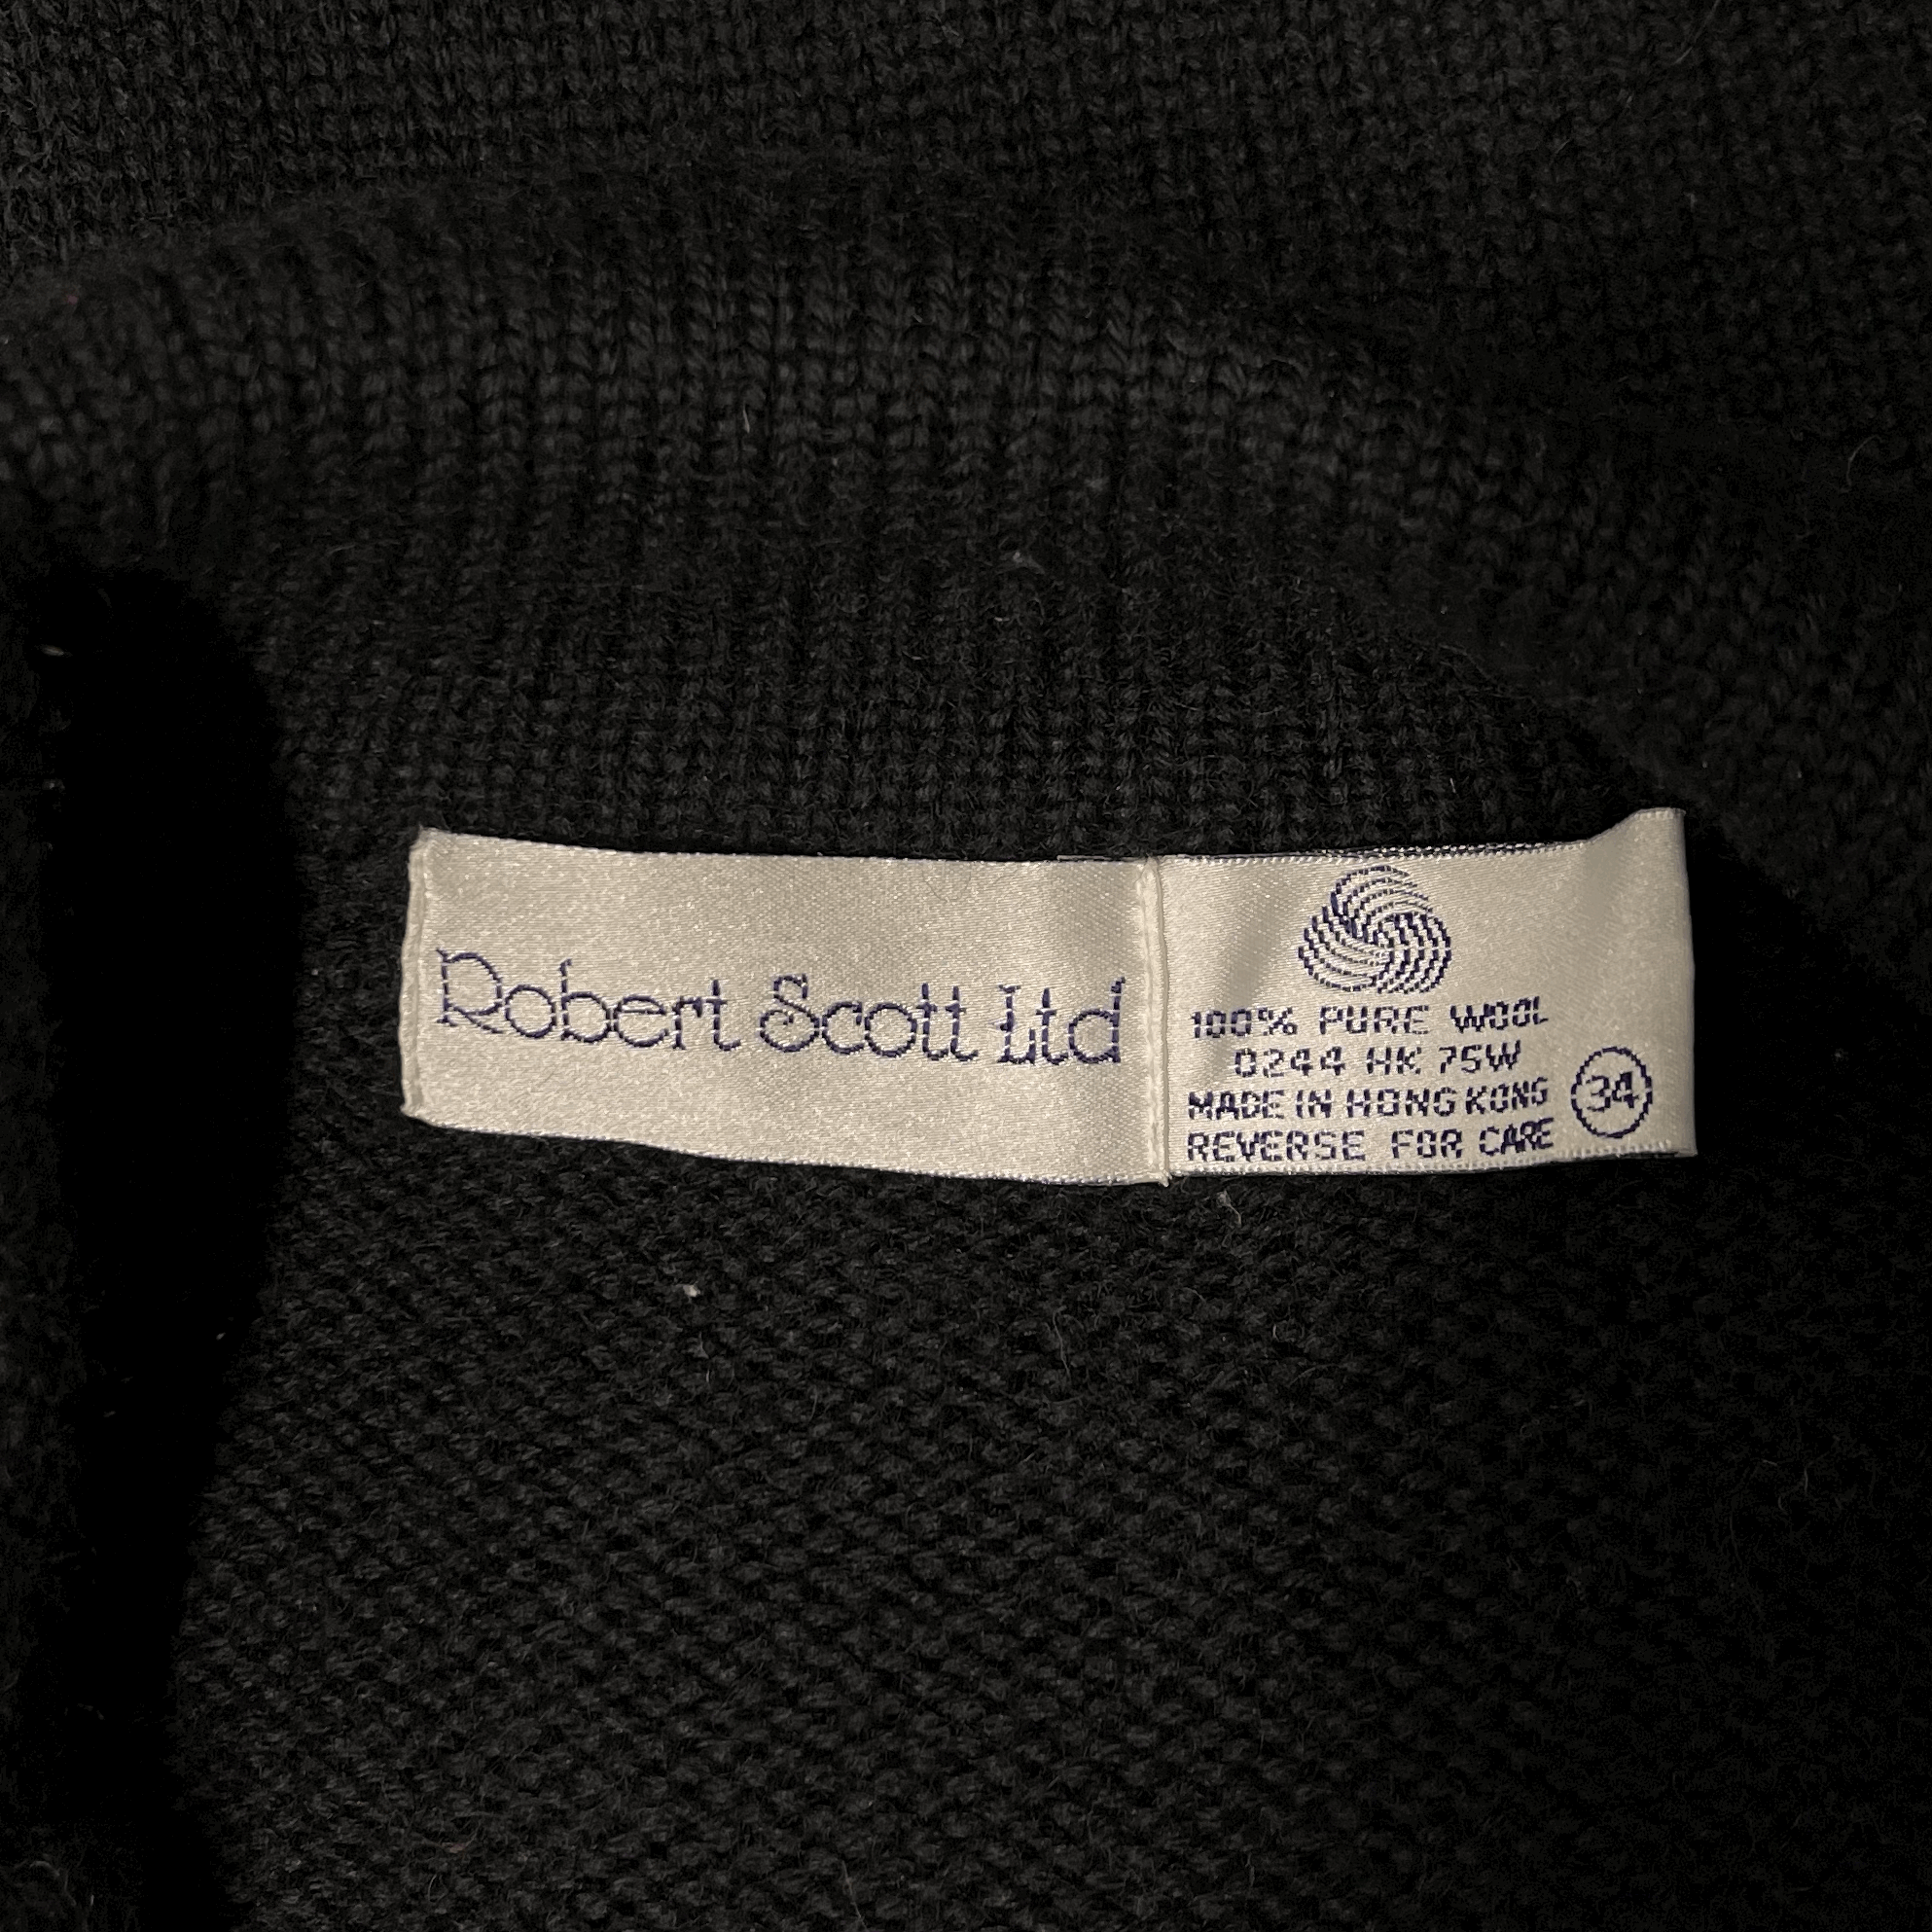 Robert Scott Ltd
100% PURE WOOL
0244 HK 75W
MADE IN HONG KONG
REVERSE FOR CARE
34